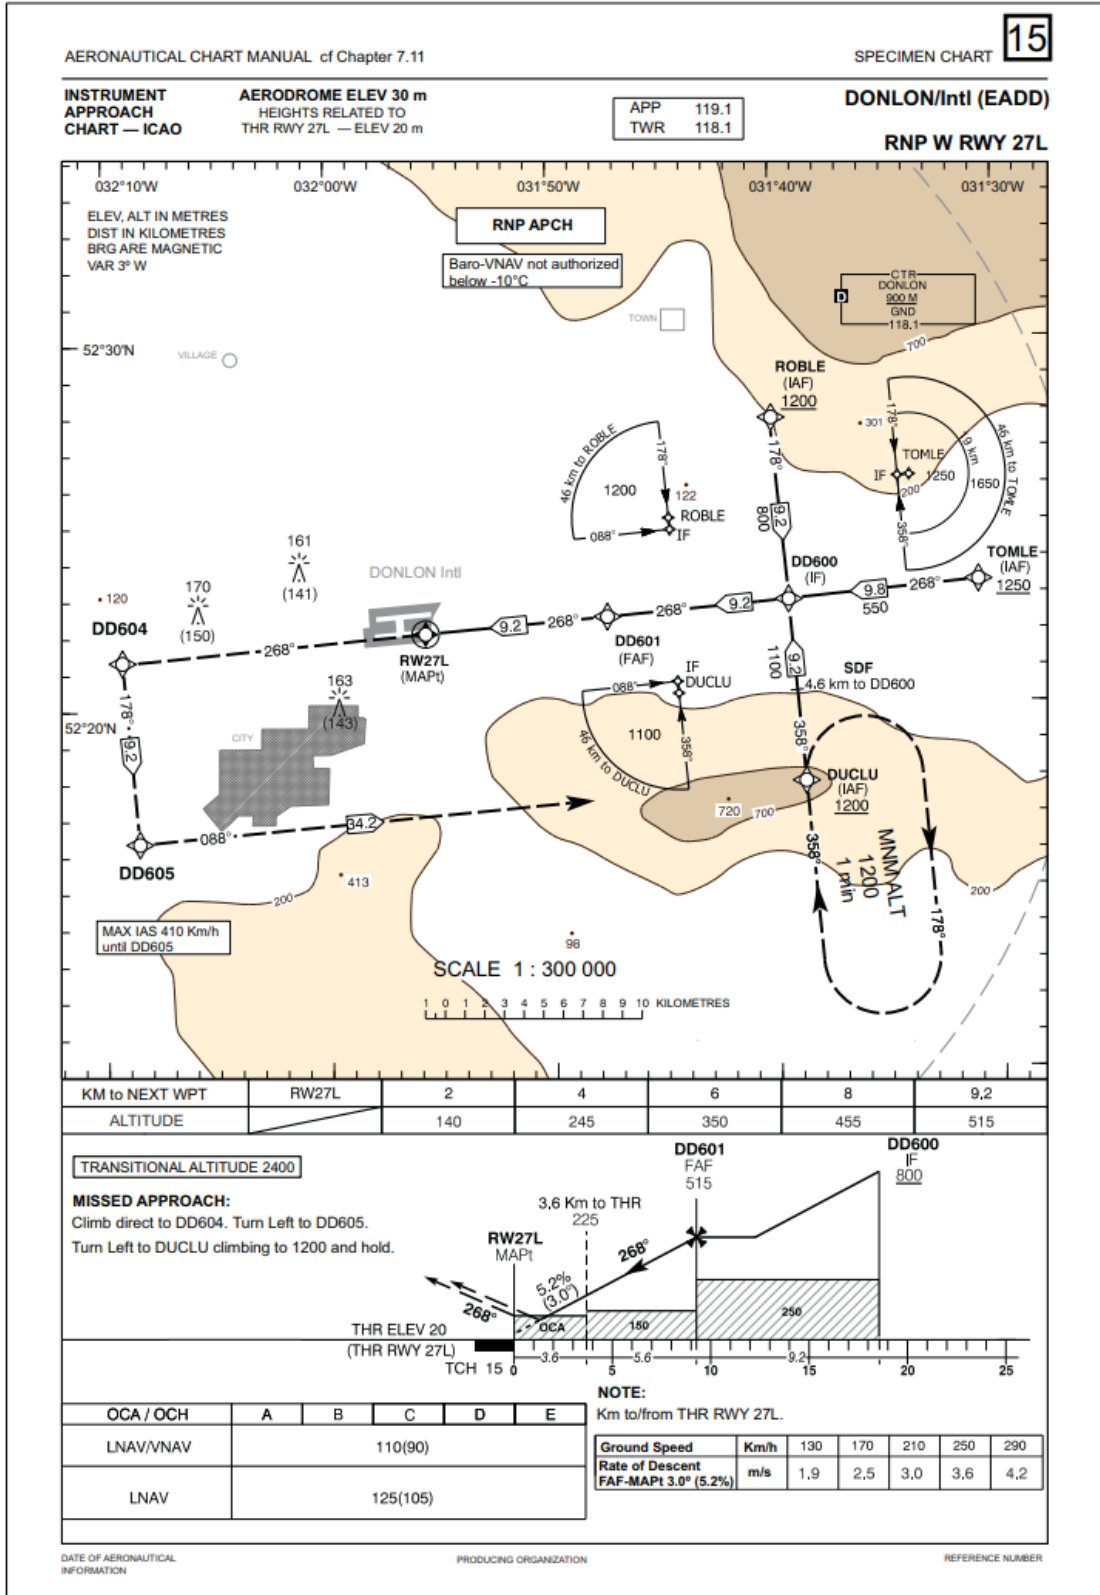 15
AERONAUTICAL CHART MANUAL cf Chapter 7.11
SPECIMEN CHART
INSTRUMENT
APPROACH
CHART — ICAO
AERODROME ELEV 30 m
HEIGHTS RELATED TO
THR RWY 27L — ELEV 20 m
APP 119.1
TWR 118.1
DONLON/Intl (EADD)
RNP W RWY 27L
032°10'W
032°00'W
031°50'W
031°40'W
031°30'W
ELEV, ALT IN METRES
DIST IN KILOMETRES
BRG ARE MAGNETIC
VAR 3° W
RNP APCH
Baro-VNAV not authorized
below -10°C
CTR
DONLON
900 M
GND
118.1
D
TOWN
VILLAGE
52°30'N
700
ROBLE
(IAF)
1200
178°
301
46 km to TOMLE
19 km
TOMLE
IF
1250
1650
200
358°
46 km to ROBLE
178°
1200
122
ROBLE
088°
IF
178°
9.2
800
161
(141)
170
(150)
120
DONLON Intl
DD600
(IF)
TOMLE
(IAF)
1250
268°
9.8
550
9.2
268°
DD601
(FAF)
268°
9.2
RW27L
(MAPt)
268°
DD604
178°
9.2
163
(143)
CITY
52°20'N
IF
DUCLU
088°
358°
1100
46 km to DUCLU
9.2
1100
SDF
4.6 km to DD600
358°
DUCLU
(IAF)
1200
720
700
358°
MNM ALT
1200
1 min
178°
200
088°
34.2
DD605
413
200
98
MAX IAS 410 Km/h
until DD605
SCALE 1 : 300 000
1 0 1 2 3 4 5 6 7 8 9 10 KILOMETRES
KM to NEXT WPT RW27L 2 4 6 8 9.2
ALTITUDE 140 245 350 455 515
TRANSITIONAL ALTITUDE 2400
MISSED APPROACH:
Climb direct to DD604. Turn Left to DD605.
Turn Left to DUCLU climbing to 1200 and hold.
DD601
FAF
515
DD600
IF
800
3.6 Km to THR
225
RW27L
MAPt
268°
5.2%
(3.0°)
268°
OCA
150
250
THR ELEV 20
(THR RWY 27L)
TCH 15
3.6 5.6 9.2
0 5 10 15 20 25
NOTE:
Km to/from THR RWY 27L.
OCA / OCH A B C D E
LNAV/VNAV 110(90)
LNAV 125(105)
Ground Speed Km/h 130 170 210 250 290
Rate of Descent
FAF-MAPt 3.0° (5.2%) m/s 1.9 2.5 3.0 3.6 4.2
DATE OF AERONAUTICAL
INFORMATION
PRODUCING ORGANIZATION
REFERENCE NUMBER